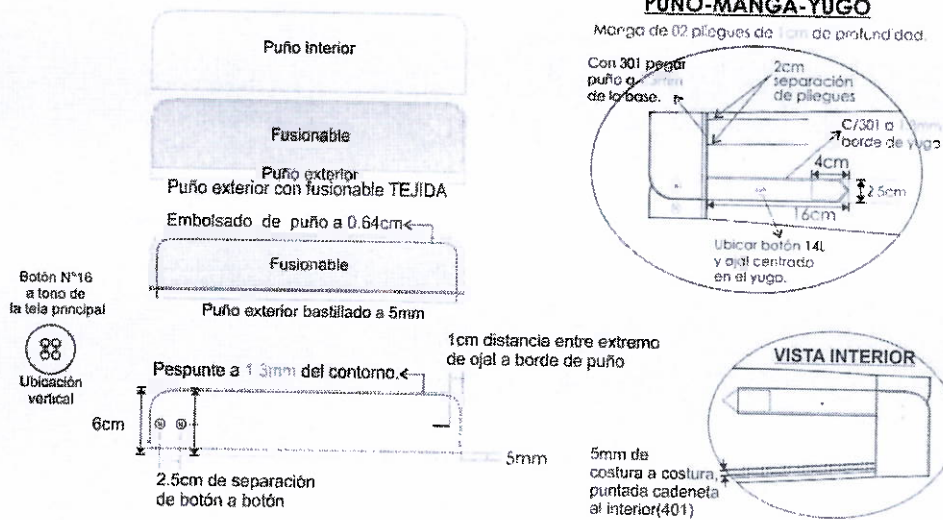 Puño interior
Fusionable
Puño exterior
Puño exterior con fusionable TEJIDA
Embolsado de puño a 0.64cm
Fusionable
Puño exterior bastillado a 5mm
Botón N°16
a tono de
la tela principal
Ubicación
vertical
1cm distancia entre extremo
de ojal a borde de puño
Pespunte a 1.3mm del contorno.
6cm
5mm
2.5cm de separación
de botón a botón
PUÑO-MANGA-YUGO
Manga de 02 pliegues de 1cm de profundidad.
Con 301 pegar
puño a
de la base.
2cm
separación
de pliegues
C/301 a
borde de yugo
4cm
2.5cm
16cm
Ubicar botón 14L
y ojal centrado
en el yugo.
VISTA INTERIOR
5mm de
costura a costura,
puntada cadeneta
al interior(401)